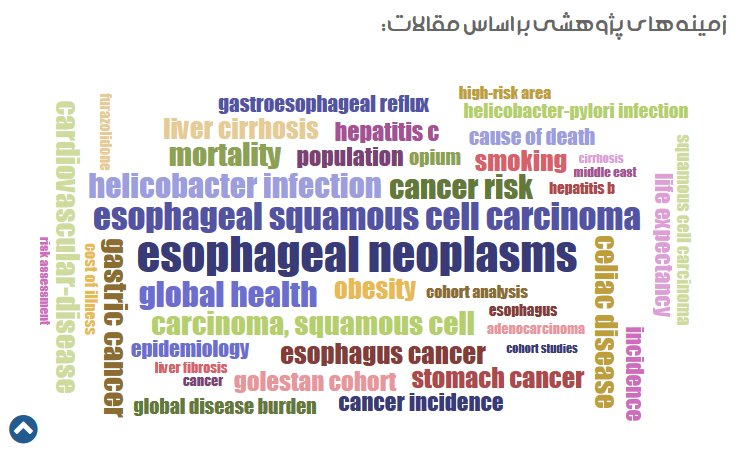 زمینه‌های پژوهشی بر اساس مقالات:
high-risk area
gastroesophageal reflux
helicobacter-pylori infection
furazolidone
cardiovascular-disease
liver cirrhosis
hepatitis c
cause of death
squamous cell carcinoma
mortality
population
opium
smoking
cirrhosis
middle east
helicobacter infection
cancer risk
hepatitis b
life expectancy
esophageal squamous cell carcinoma
risk assessment
cost of illness
gastric cancer
esophageal neoplasms
celiac disease
global health
obesity
cohort analysis
esophagus
carcinoma, squamous cell
adenocarcinoma
incidence
epidemiology
esophagus cancer
cohort studies
liver fibrosis
cancer
golestan cohort
stomach cancer
global disease burden
cancer incidence